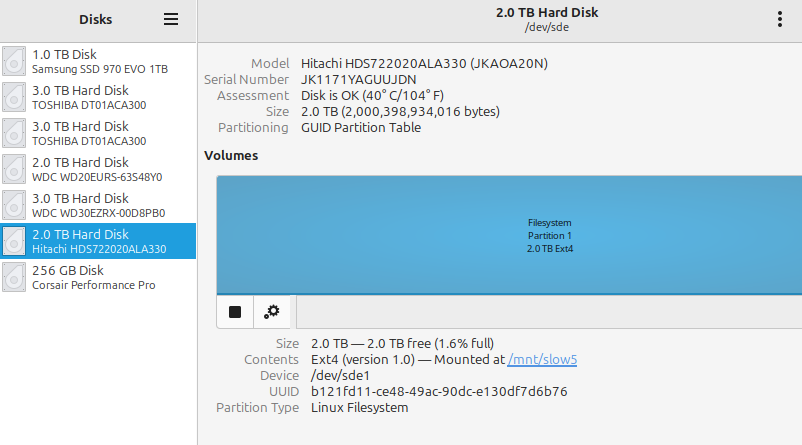 Disks
2.0 TB Hard Disk
/dev/sde
1.0 TB Disk
Samsung SSD 970 EVO 1TB
3.0 TB Hard Disk
TOSHIBA DT01ACA300
3.0 TB Hard Disk
TOSHIBA DT01ACA300
2.0 TB Hard Disk
WDC WD20EURS-63S48Y0
3.0 TB Hard Disk
WDC WD30EZRX-00D8PB0
2.0 TB Hard Disk
Hitachi HDS722020ALA330
256 GB Disk
Corsair Performance Pro
Model Hitachi HDS722020ALA330 (JKAOA20N)
Serial Number JK1171YAGUUJDN
Assessment Disk is OK (40° C/104° F)
Size 2.0 TB (2,000,398,934,016 bytes)
Partitioning GUID Partition Table
Volumes
Filesystem
Partition 1
2.0 TB Ext4
Size 2.0 TB — 2.0 TB free (1.6% full)
Contents Ext4 (version 1.0) — Mounted at /mnt/slow5
Device /dev/sde1
UUID b121fd11-ce48-49ac-90dc-e130df7d6b76
Partition Type Linux Filesystem